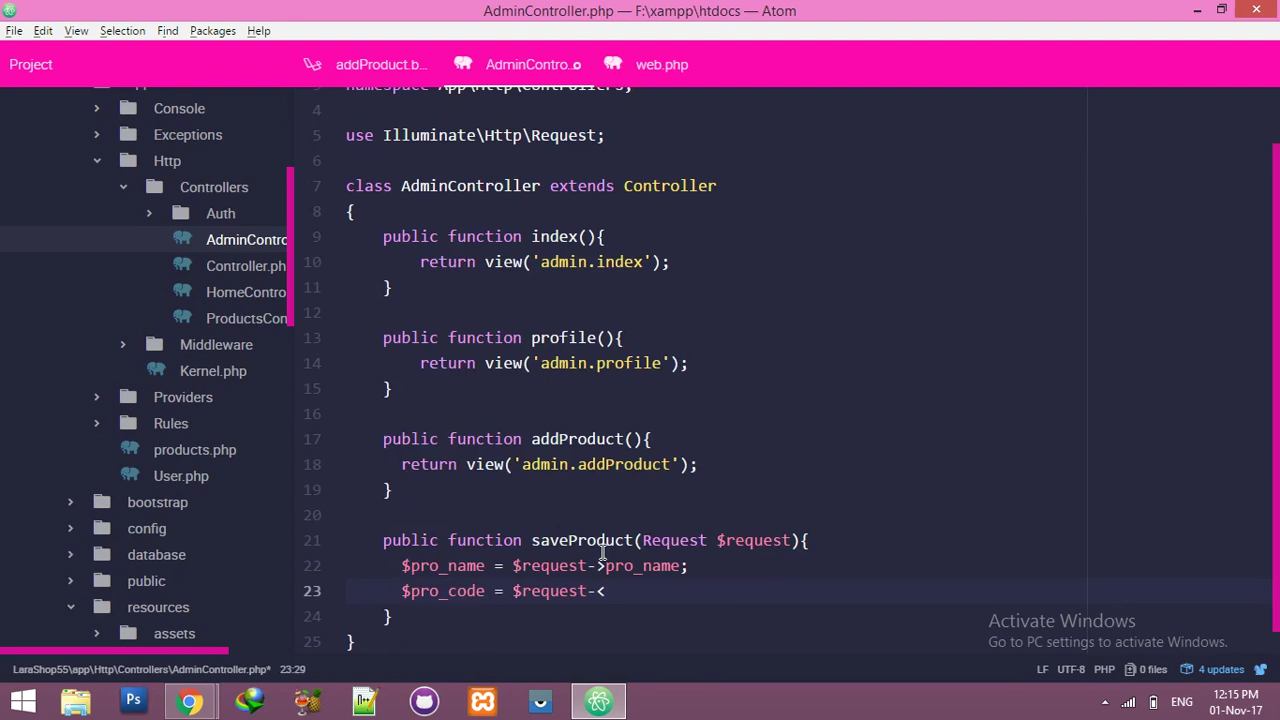 AdminController.php — F:\xampp\htdocs — Atom
File Edit View Selection Find Packages Help
Project
addProduct.b...
AdminContro...
web.php
Console
Exceptions
Http
Controllers
Auth
AdminContro
Controller.ph
HomeContro
ProductsCon
Middleware
Kernel.php
Providers
Rules
products.php
User.php
bootstrap
config
database
public
resources
assets
namespace App\Http\Controllers;
4
5 use Illuminate\Http\Request;
6
7 class AdminController extends Controller
8 {
9 public function index(){
10 return view('admin.index');
11 }
12
13 public function profile(){
14 return view('admin.profile');
15 }
16
17 public function addProduct(){
18 return view('admin.addProduct');
19 }
20
21 public function saveProduct(Request $request){
22 $pro_name = $request->pro_name;
23 $pro_code = $request-<
24 }
25 }
Activate Windows
Go to PC settings to activate Windows.
LaraShop55\app\Http\Controllers\AdminController.php* 23:29
LF UTF-8 PHP 0 files 4 updates
Ps
ENG
12:15 PM
01-Nov-17